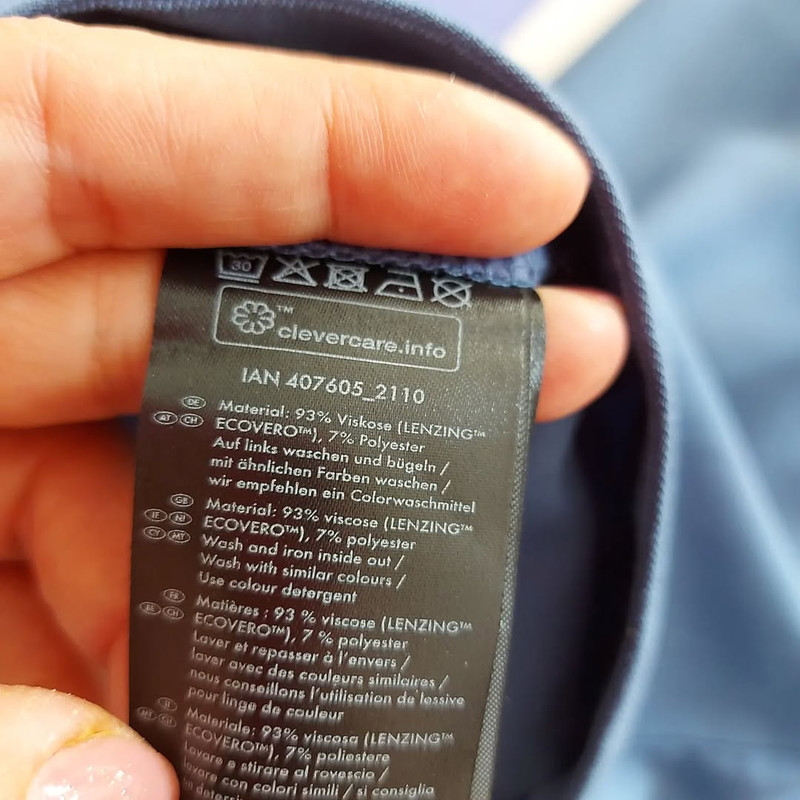 30
clevercare.info™
IAN 407605_2110
DE Material: 93% Viskose (LENZING™
AT CH ECOVERO™), 7% Polyester
Auf links waschen und bügeln /
mit ähnlichen Farben waschen /
wir empfehlen ein Colorwaschmittel
GB Material: 93% viscose (LENZING™
IE NI ECOVERO™), 7% polyester
CY MT Wash and iron inside out /
Wash with similar colours /
Use colour detergent
FR Matières : 93 % viscose (LENZING™
BE CH ECOVERO™), 7 % polyester
Laver et repasser à l'envers /
laver avec des couleurs similaires /
nous conseillons l'utilisation de lessive
pour linge de couleur
IT Materiale: 93% viscosa (LENZING™
MT CH ECOVERO™), 7% poliestere
Lavare e stirare al rovescio /
lavare con colori simili / si consiglia